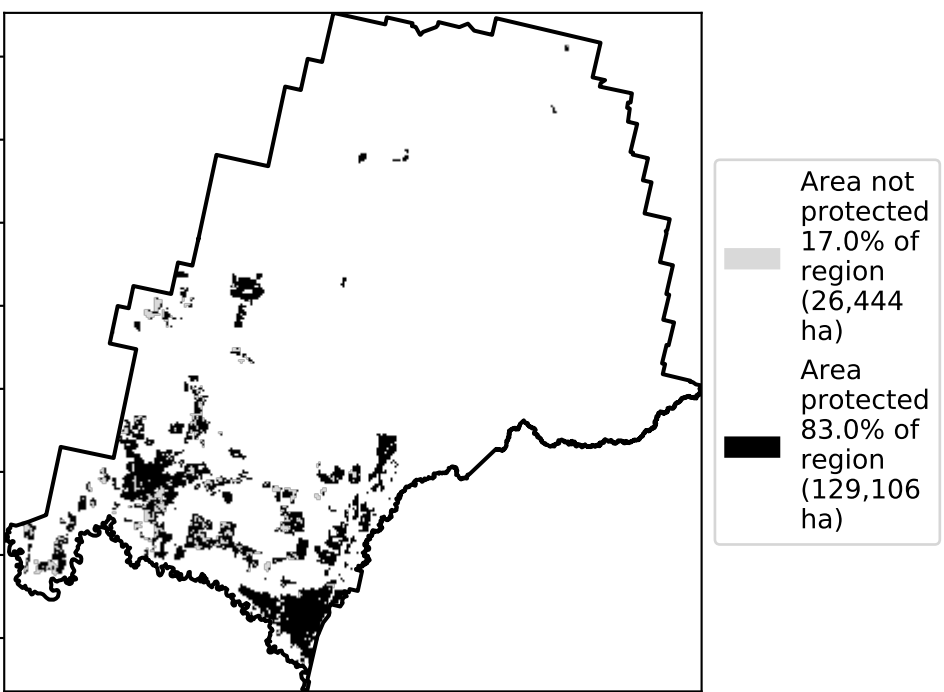 Area not
protected
17.0% of
region
(26,444
ha)
Area
protected
83.0% of
region
(129,106
ha)